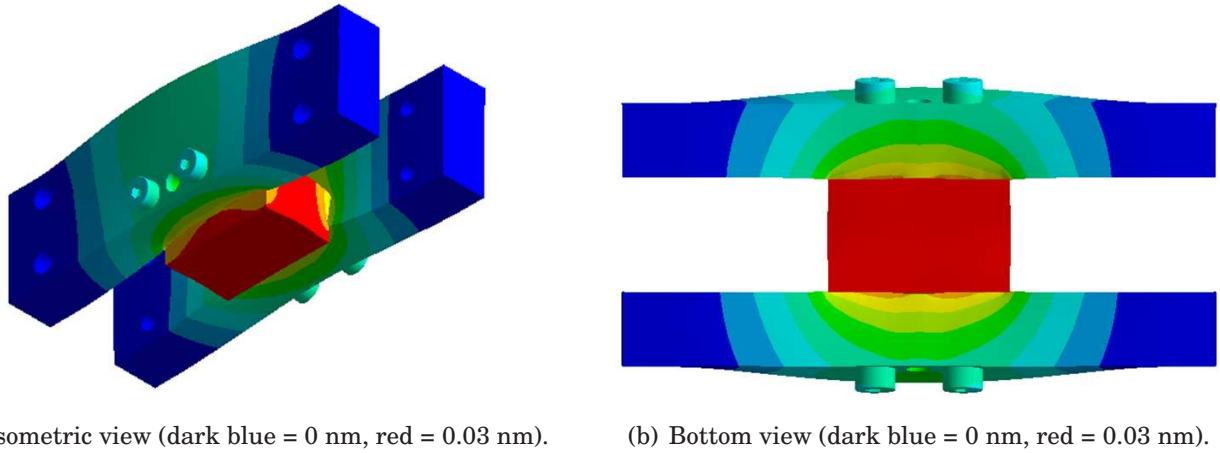 sometric view (dark blue = 0 nm, red = 0.03 nm).
(b) Bottom view (dark blue = 0 nm, red = 0.03 nm).